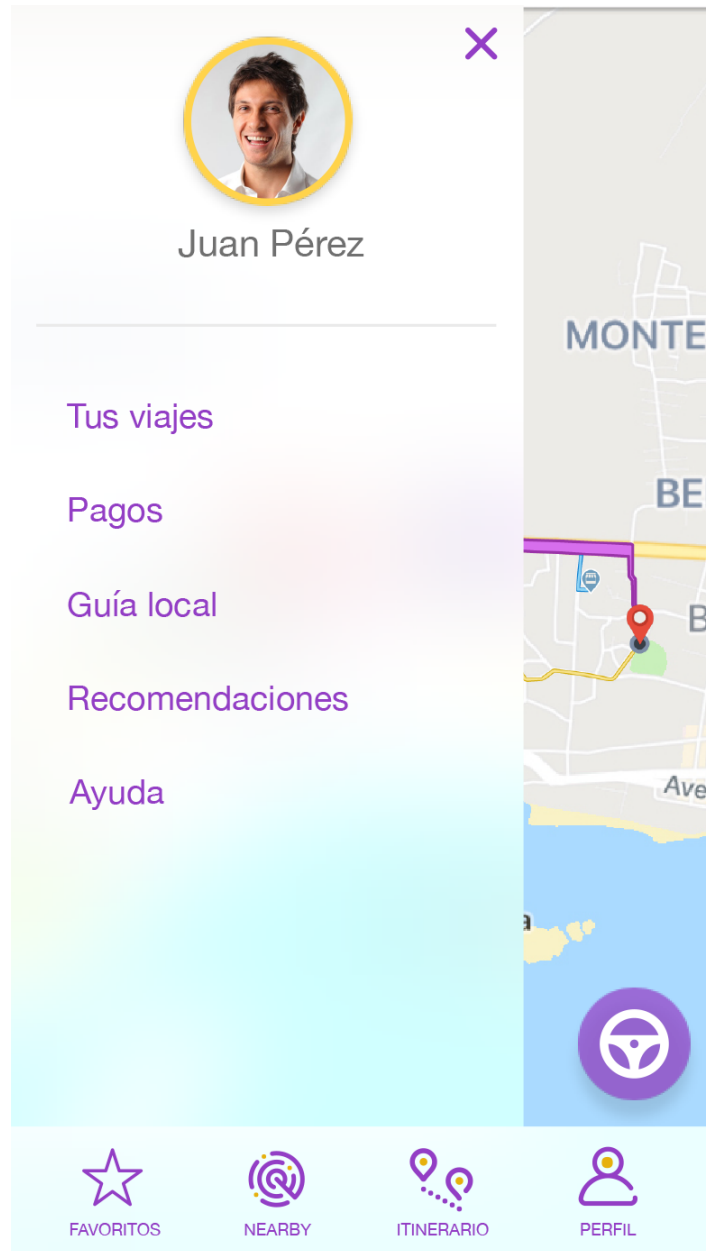 Juan Pérez
MONTE
Tus viajes
Pagos
BE
Guía local
B
Recomendaciones
Ayuda
Ave
a
FAVORITOS
NEARBY
ITINERARIO
PERFIL